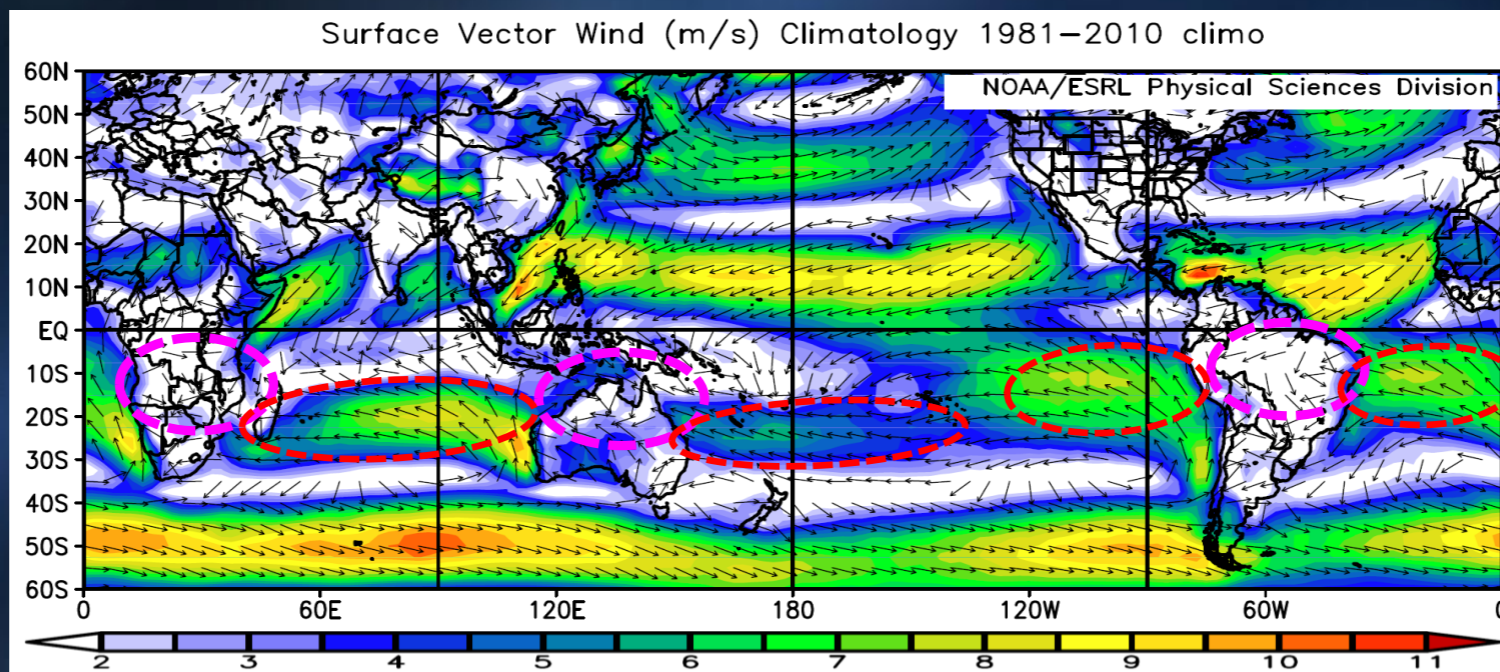 Surface Vector Wind (m/s) Climatology 1981–2010 climo
NOAA/ESRL Physical Sciences Division
60N
50N
40N
30N
20N
10N
EQ
10S
20S
30S
40S
50S
60S
0 60E 120E 180 120W 60W 0
2 3 4 5 6 7 8 9 10 11